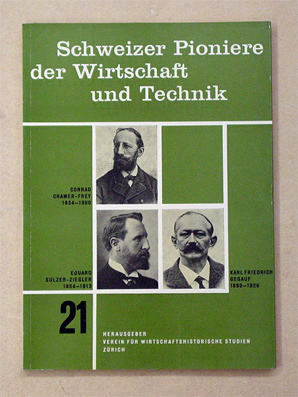 Schweizer Pioniere
der Wirtschaft
und Technik
CONRAD
CRAMER-FREY
1834–1900
EDUARD
SULZER-ZIEGLER
1854–1913
KARL FRIEDRICH
GEGAUF
1860–1926
21
HERAUSGEBER
VEREIN FÜR WIRTSCHAFTSHISTORISCHE STUDIEN
ZÜRICH